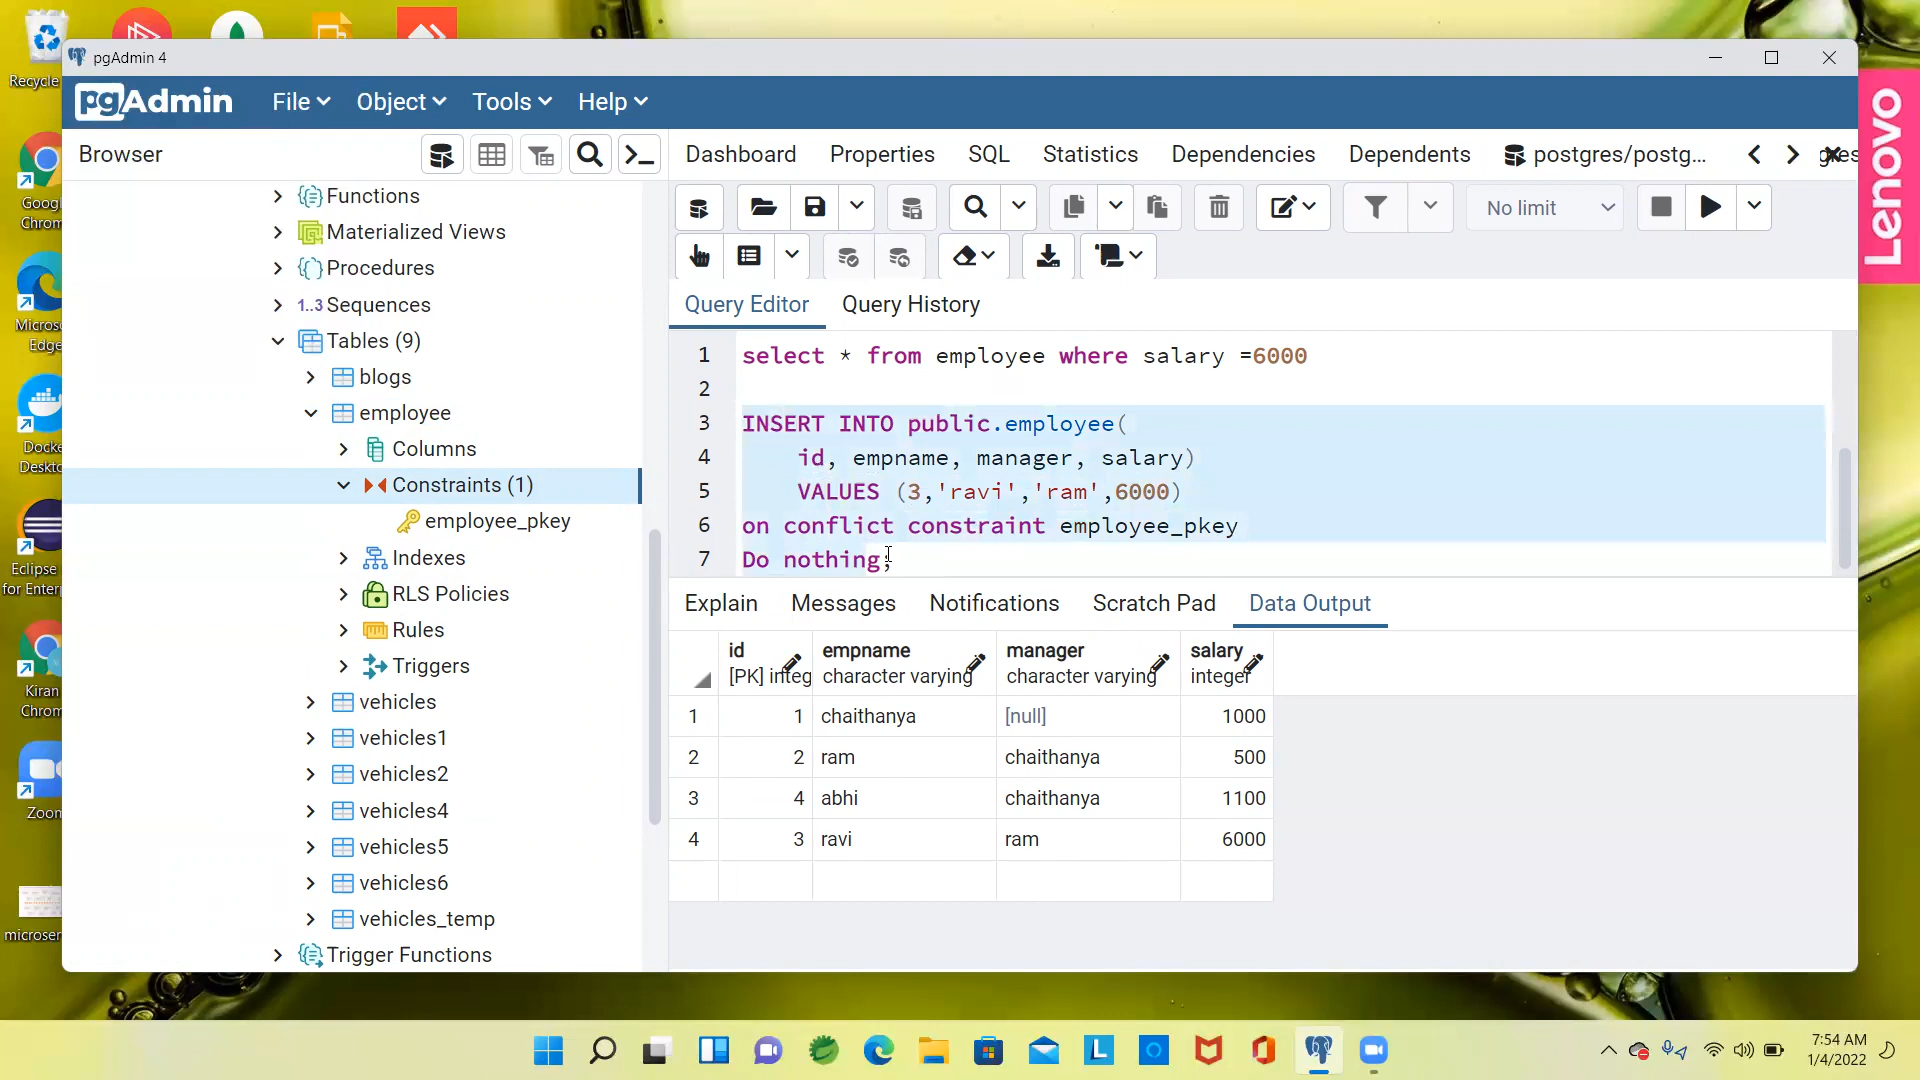 Recycle
pgAdmin 4
pgAdmin
File
Object
Tools
Help
Lenovo
Browser
Dashboard
Properties
SQL
Statistics
Dependencies
Dependents
postgres/postg...
Functions
Materialized Views
Procedures
1..3 Sequences
Tables (9)
blogs
employee
Columns
Constraints (1)
employee_pkey
Indexes
RLS Policies
Rules
Triggers
vehicles
vehicles1
vehicles2
vehicles4
vehicles5
vehicles6
vehicles_temp
Trigger Functions
No limit
Query Editor
Query History
1 select * from employee where salary =6000
2
3 INSERT INTO public.employee(
4 id, empname, manager, salary)
5 VALUES (3,'ravi','ram',6000)
6 on conflict constraint employee_pkey
7 Do nothing;
Explain
Messages
Notifications
Scratch Pad
Data Output
id
[PK] integ
empname
character varying
manager
character varying
salary
integer
1 1 chaithanya [null] 1000
2 2 ram chaithanya 500
3 4 abhi chaithanya 1100
4 3 ravi ram 6000
Goog
Chrom
Micros
Edge
Docke
Deskto
Eclipse
for Enter
Kiran
Chrom
Zoom
microser
7:54 AM
1/4/2022